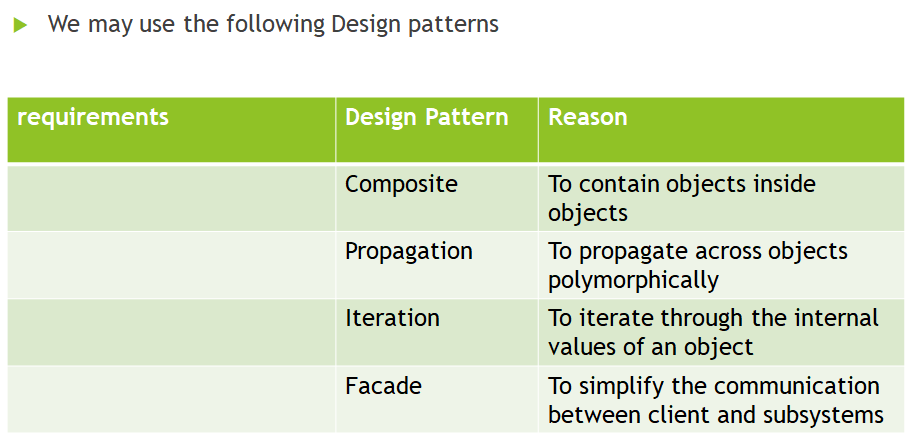 We may use the following Design patterns
requirements Design Pattern Reason
Composite To contain objects inside
objects
Propagation To propagate across objects
polymorphically
Iteration To iterate through the internal
values of an object
Facade To simplify the communication
between client and subsystems